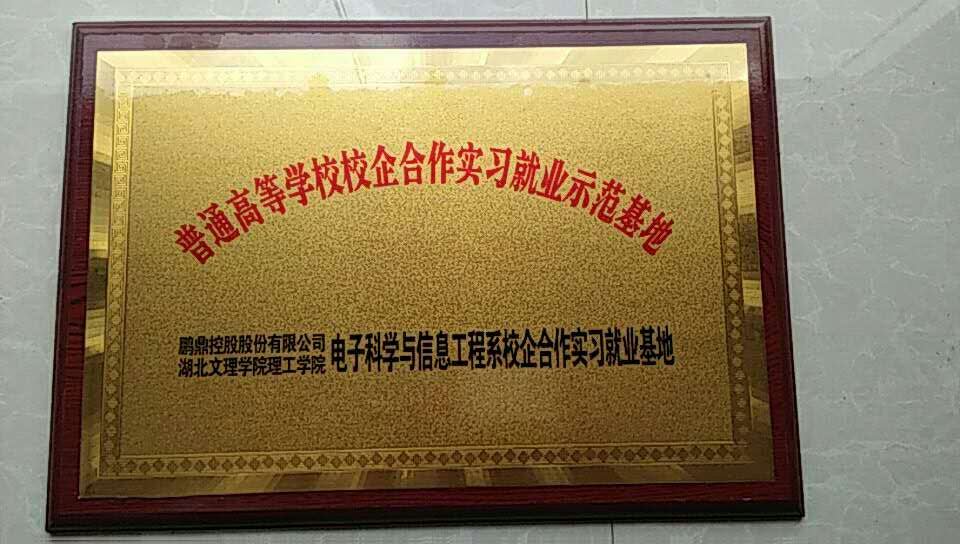 普通高等学校校企合作实习就业示范基地
鹏鼎控股股份有限公司
湖北文理学院理工学院
电子科学与信息工程系校企合作实习就业基地